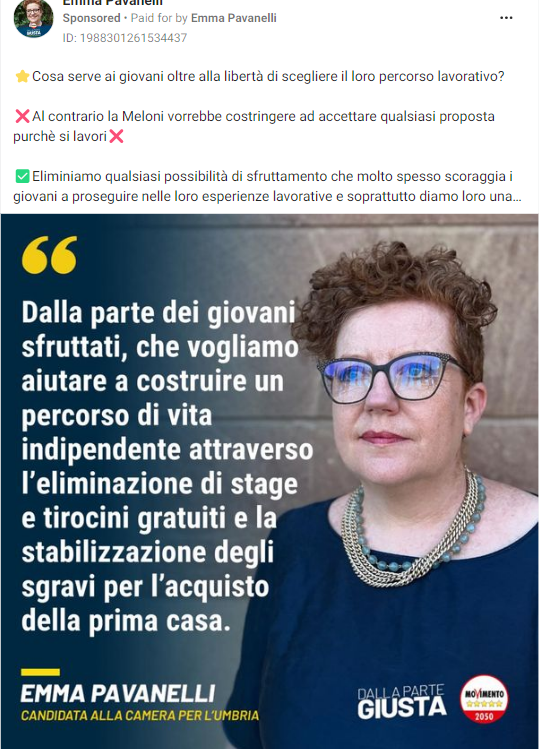 Emma Pavanelli
Sponsored • Paid for by Emma Pavanelli
ID: 1988301261534437
⭐Cosa serve ai giovani oltre alla libertà di scegliere il loro percorso lavorativo?
❌Al contrario la Meloni vorrebbe costringere ad accettare qualsiasi proposta
purchè si lavori❌
✅Eliminiamo qualsiasi possibilità di sfruttamento che molto spesso scoraggia i
giovani a proseguire nelle loro esperienze lavorative e soprattutto diamo loro una...
GIUSTA
“
Dalla parte dei giovani
sfruttati, che vogliamo
aiutare a costruire un
percorso di vita
indipendente attraverso
l'eliminazione di stage
e tirocini gratuiti e la
stabilizzazione degli
sgravi per l'acquisto
della prima casa.
EMMA PAVANELLI
CANDIDATA ALLA CAMERA PER L'UMBRIA
DALLA PARTE
GIUSTA
MOVIMENTO
2050